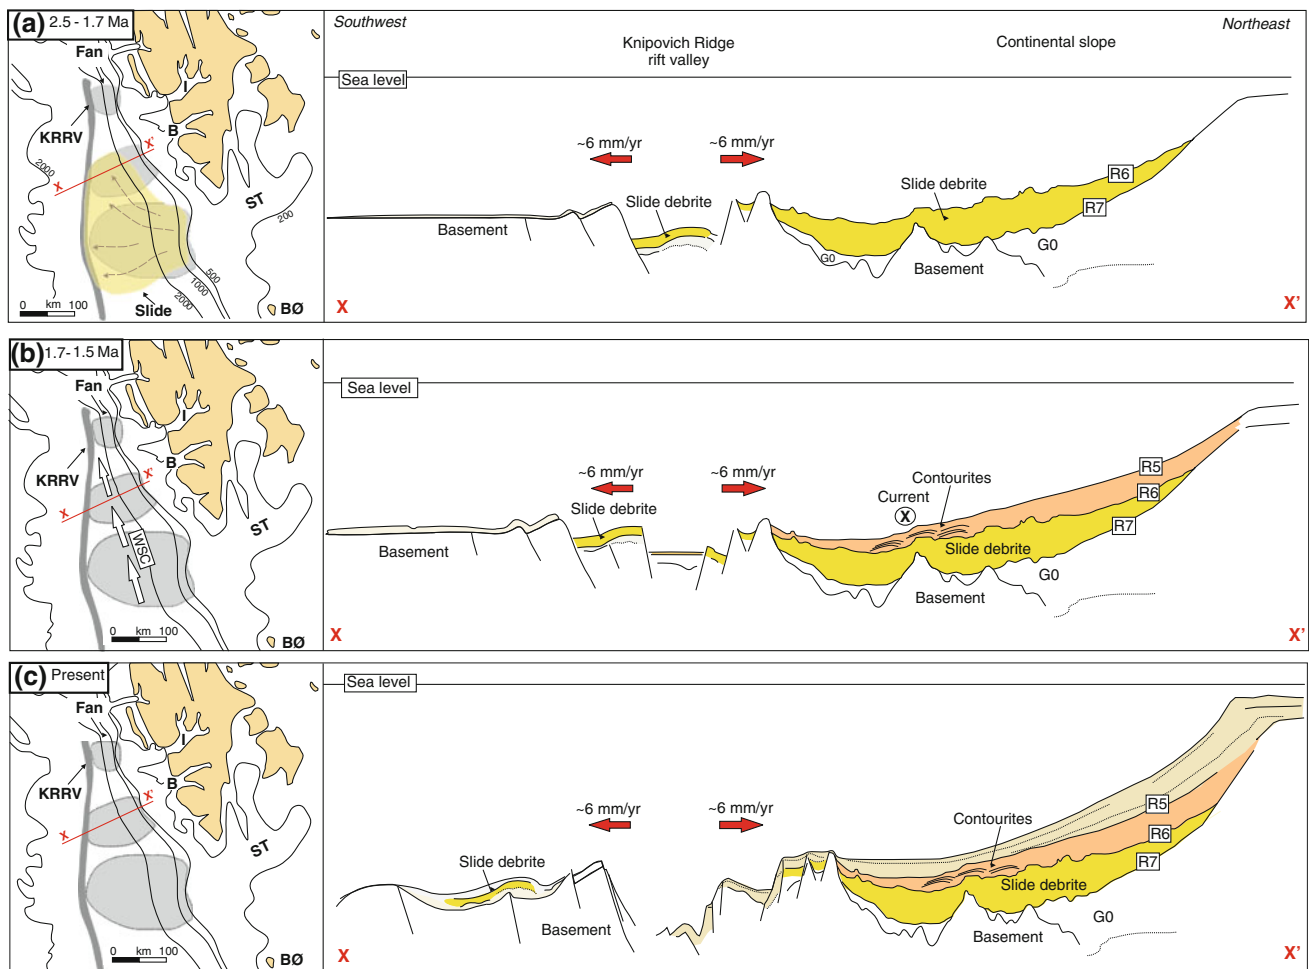 (a) 2.5 - 1.7 Ma
Fan
I
KRRV
B
X'
2000
X
ST
200
500
1000
2000
0 km 100
Slide
BØ
Southwest
Northeast
Knipovich Ridge
rift valley
Continental slope
Sea level
~6 mm/yr
~6 mm/yr
R6
Slide debrite
R7
Slide debrite
Basement
G0
G0
Basement
X
X'
(b) 1.7- 1.5 Ma
Fan
I
B
KRRV
X'
X
ST
WSC
0 km 100
BØ
Sea level
~6 mm/yr
~6 mm/yr
R5
Contourites
R6
Current
X
Slide debrite
R7
Basement
Slide debrite
G0
Basement
X
X'
(c) Present
Fan
I
B
KRRV
X'
X
ST
0 km 100
BØ
Sea level
~6 mm/yr
~6 mm/yr
R5
Contourites
R6
Slide debrite
R7
Slide debrite
G0
Basement
Basement
X
X'